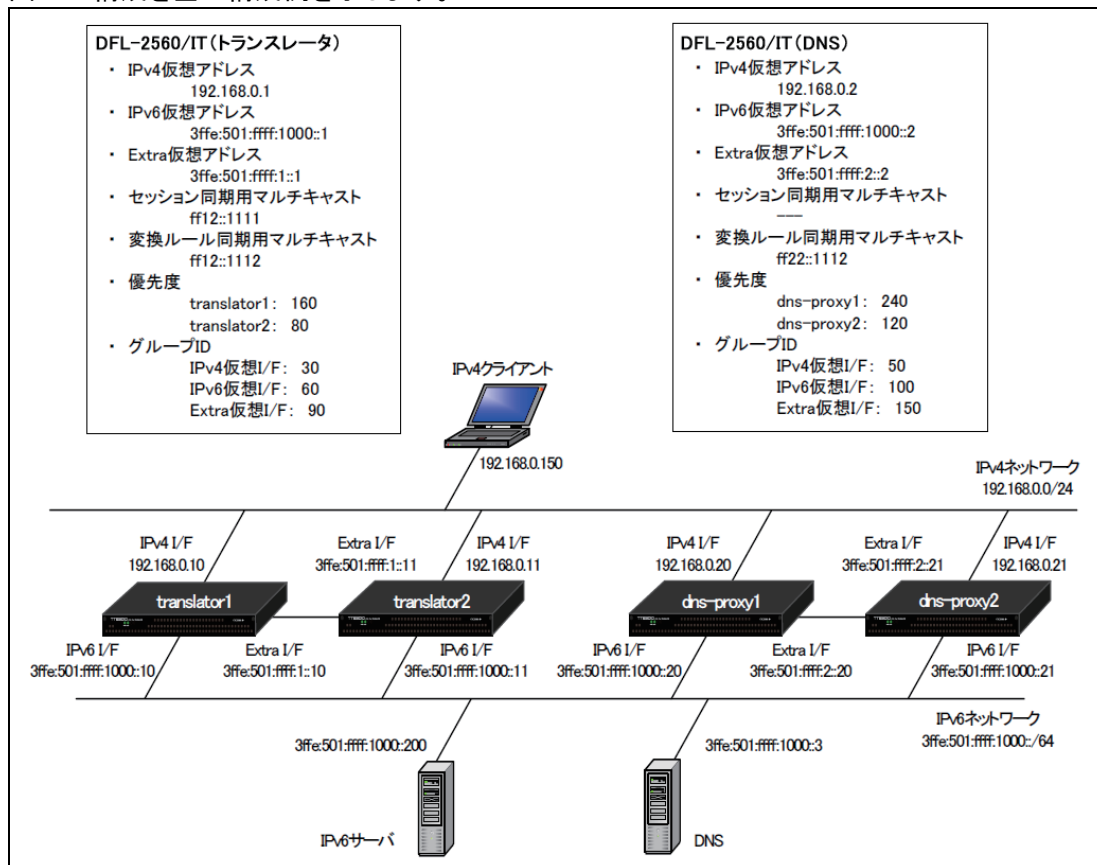 DFL-2560/IT(トランスレータ)
・ IPv4仮想アドレス
192.168.0.1
・ IPv6仮想アドレス
3ffe:501:ffff:1000::1
・ Extra仮想アドレス
3ffe:501:ffff:1::1
・ セッション同期用マルチキャスト
ff12::1111
・ 変換ルール同期用マルチキャスト
ff12::1112
・ 優先度
translator1: 160
translator2: 80
・ グループID
IPv4仮想I/F: 30
IPv6仮想I/F: 60
Extra仮想I/F: 90
DFL-2560/IT(DNS)
・ IPv4仮想アドレス
192.168.0.2
・ IPv6仮想アドレス
3ffe:501:ffff:1000::2
・ Extra仮想アドレス
3ffe:501:ffff:2::2
・ セッション同期用マルチキャスト
---
・ 変換ルール同期用マルチキャスト
ff22::1112
・ 優先度
dns-proxy1: 240
dns-proxy2: 120
・ グループID
IPv4仮想I/F: 50
IPv6仮想I/F: 100
Extra仮想I/F: 150
IPv4クライアント
192.168.0.150
IPv4ネットワーク
192.168.0.0/24
IPv4 I/F
192.168.0.10
Extra I/F
3ffe:501:ffff:1::11
IPv4 I/F
192.168.0.11
IPv4 I/F
192.168.0.20
Extra I/F
3ffe:501:ffff:2::21
IPv4 I/F
192.168.0.21
translator1
translator2
dns-proxy1
dns-proxy2
IPv6 I/F
3ffe:501:ffff:1000::10
Extra I/F
3ffe:501:ffff:1::10
IPv6 I/F
3ffe:501:ffff:1000::11
IPv6 I/F
3ffe:501:ffff:1000::20
Extra I/F
3ffe:501:ffff:2::20
IPv6 I/F
3ffe:501:ffff:1000::21
IPv6ネットワーク
3ffe:501:ffff:1000::/64
3ffe:501:ffff:1000::200
3ffe:501:ffff:1000::3
IPv6サーバ
DNS